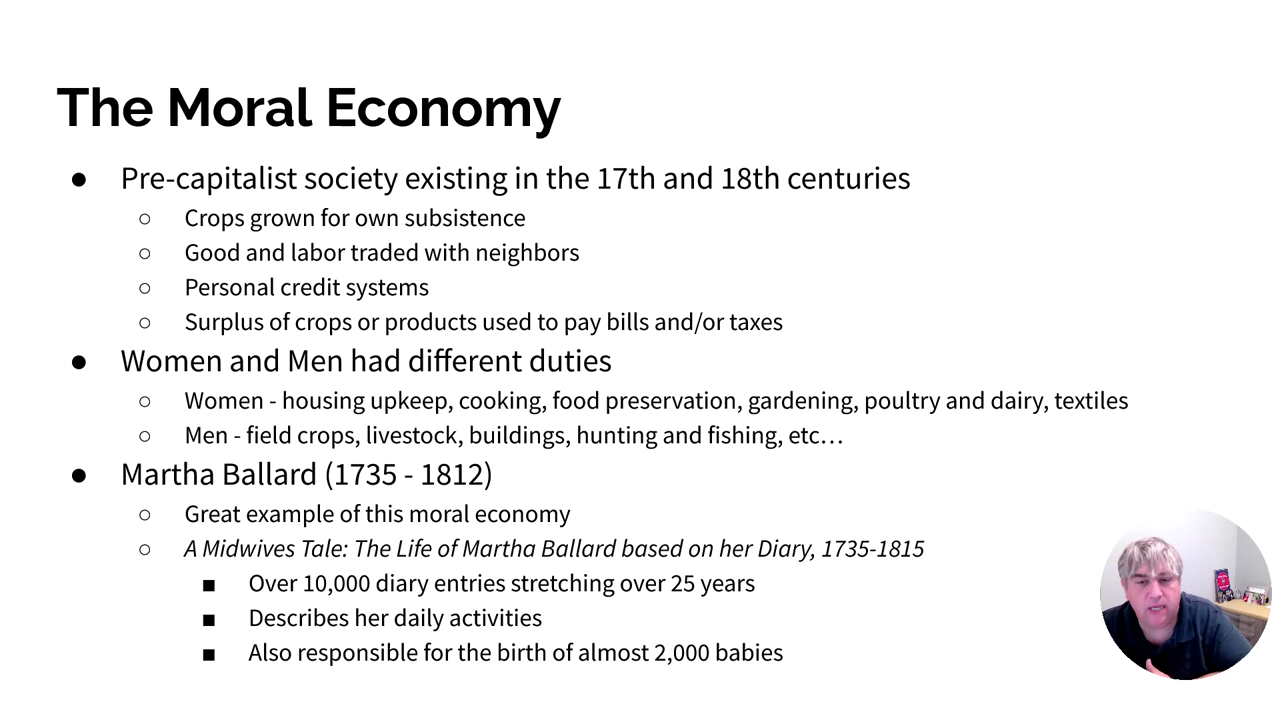 The Moral Economy
● Pre-capitalist society existing in the 17th and 18th centuries
○ Crops grown for own subsistence
○ Good and labor traded with neighbors
○ Personal credit systems
○ Surplus of crops or products used to pay bills and/or taxes
● Women and Men had different duties
○ Women - housing upkeep, cooking, food preservation, gardening, poultry and dairy, textiles
○ Men - field crops, livestock, buildings, hunting and fishing, etc…
● Martha Ballard (1735 - 1812)
○ Great example of this moral economy
○ A Midwives Tale: The Life of Martha Ballard based on her Diary, 1735-1815
■ Over 10,000 diary entries stretching over 25 years
■ Describes her daily activities
■ Also responsible for the birth of almost 2,000 babies